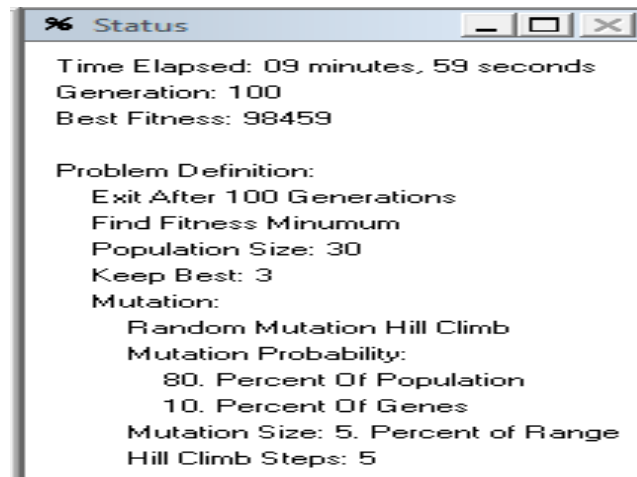 96 Status
Time Elapsed: 09 minutes, 59 seconds
Generation: 100
Best Fitness: 98459
Problem Definition:
Exit After 100 Generations
Find Fitness Minumum
Population Size: 30
Keep Best: 3
Mutation:
Random Mutation Hill Climb
Mutation Probability:
80. Percent Of Population
10. Percent Of Genes
Mutation Size: 5. Percent of Range
Hill Climb Steps: 5